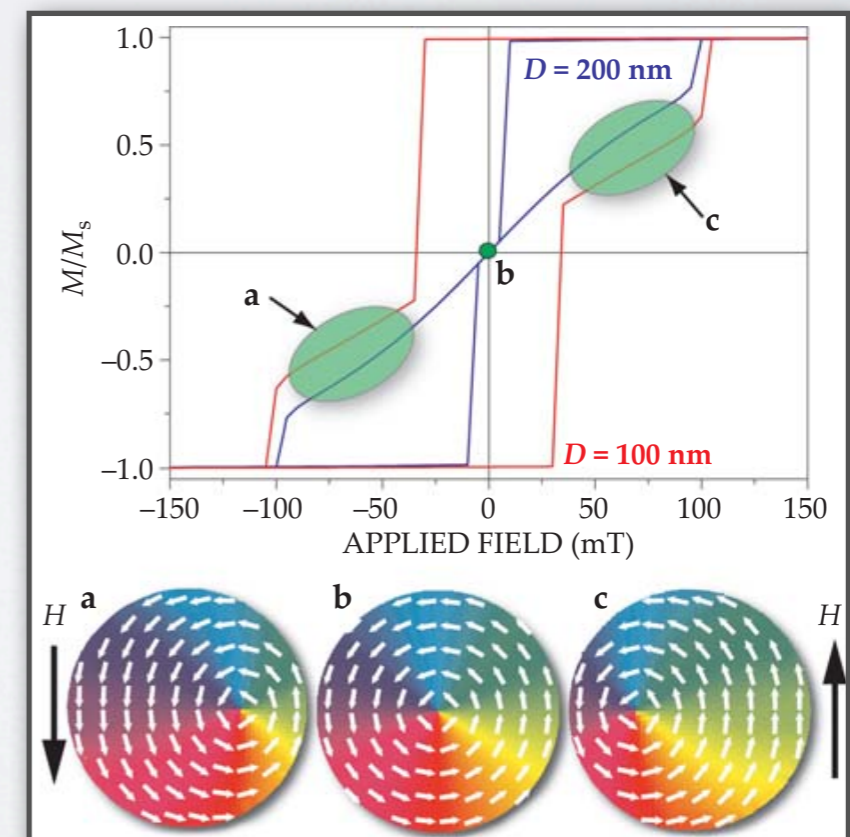 1.0
0.5
0.0
−0.5
−1.0
M/Ms
D = 200 nm
c
b
a
D = 100 nm
−150 −100 −50 0 50 100 150
APPLIED FIELD (mT)
H a b c H